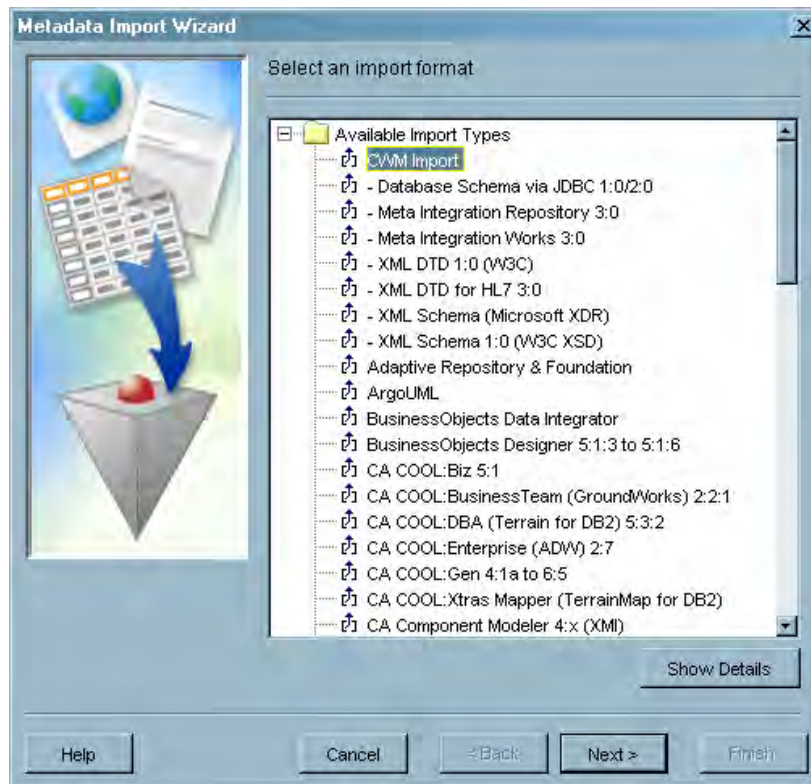 Metadata Import Wizard
Select an import format
Available Import Types
CWM Import
- Database Schema via JDBC 1:0/2:0
- Meta Integration Repository 3:0
- Meta Integration Works 3:0
- XML DTD 1:0 (W3C)
- XML DTD for HL7 3:0
- XML Schema (Microsoft XDR)
- XML Schema 1:0 (W3C XSD)
Adaptive Repository & Foundation
ArgoUML
BusinessObjects Data Integrator
BusinessObjects Designer 5:1:3 to 5:1:6
CA COOL:Biz 5:1
CA COOL:BusinessTeam (GroundWorks) 2:2:1
CA COOL:DBA (Terrain for DB2) 5:3:2
CA COOL:Enterprise (ADW) 2:7
CA COOL:Gen 4:1a to 6:5
CA COOL:Xtras Mapper (TerrainMap for DB2)
CA Component Modeler 4:x (XMI)
Show Details
Help Cancel < Back Next > Finish